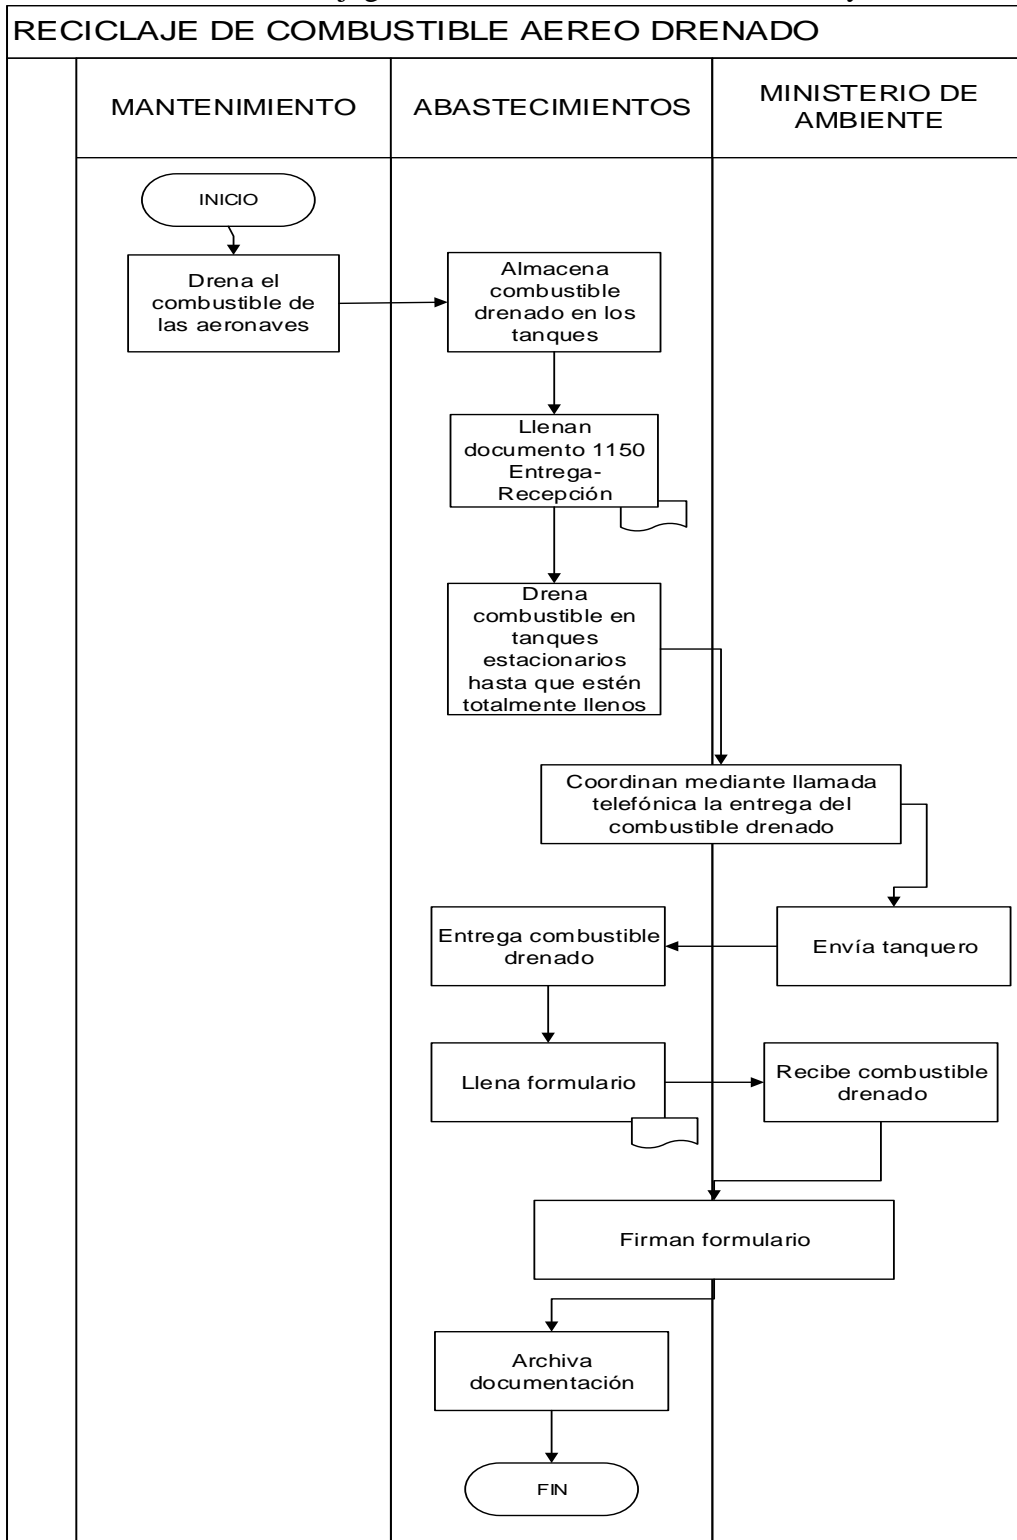 RECICLAJE DE COMBUSTIBLE AEREO DRENADO
MANTENIMIENTO
ABASTECIMIENTOS
MINISTERIO DE
AMBIENTE
INICIO
Drena el
combustible de
las aeronaves
Almacena
combustible
drenado en los
tanques
Llenan
documento 1150
Entrega-
Recepción
Drena
combustible en
tanques
estacionarios
hasta que estén
totalmente llenos
Coordinan mediante llamada
telefónica la entrega del
combustible drenado
Envía tanquero
Entrega combustible
drenado
Llena formulario
Recibe combustible
drenado
Firman formulario
Archiva
documentación
FIN